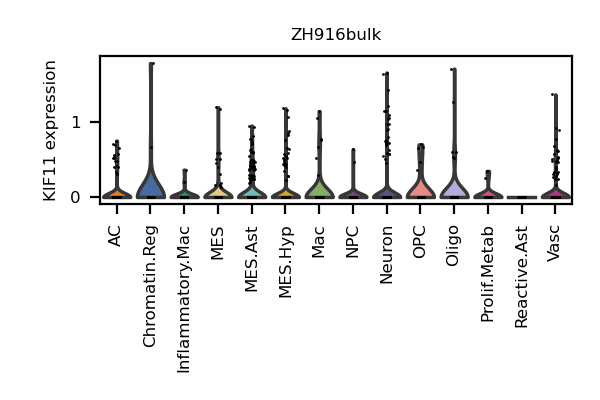 ZH916bulk
KIF11 expression
1
0
AC
Chromatin.Reg
Inflammatory.Mac
MES
MES.Ast
MES.Hyp
Mac
NPC
Neuron
OPC
Oligo
Prolif.Metab
Reactive.Ast
Vasc